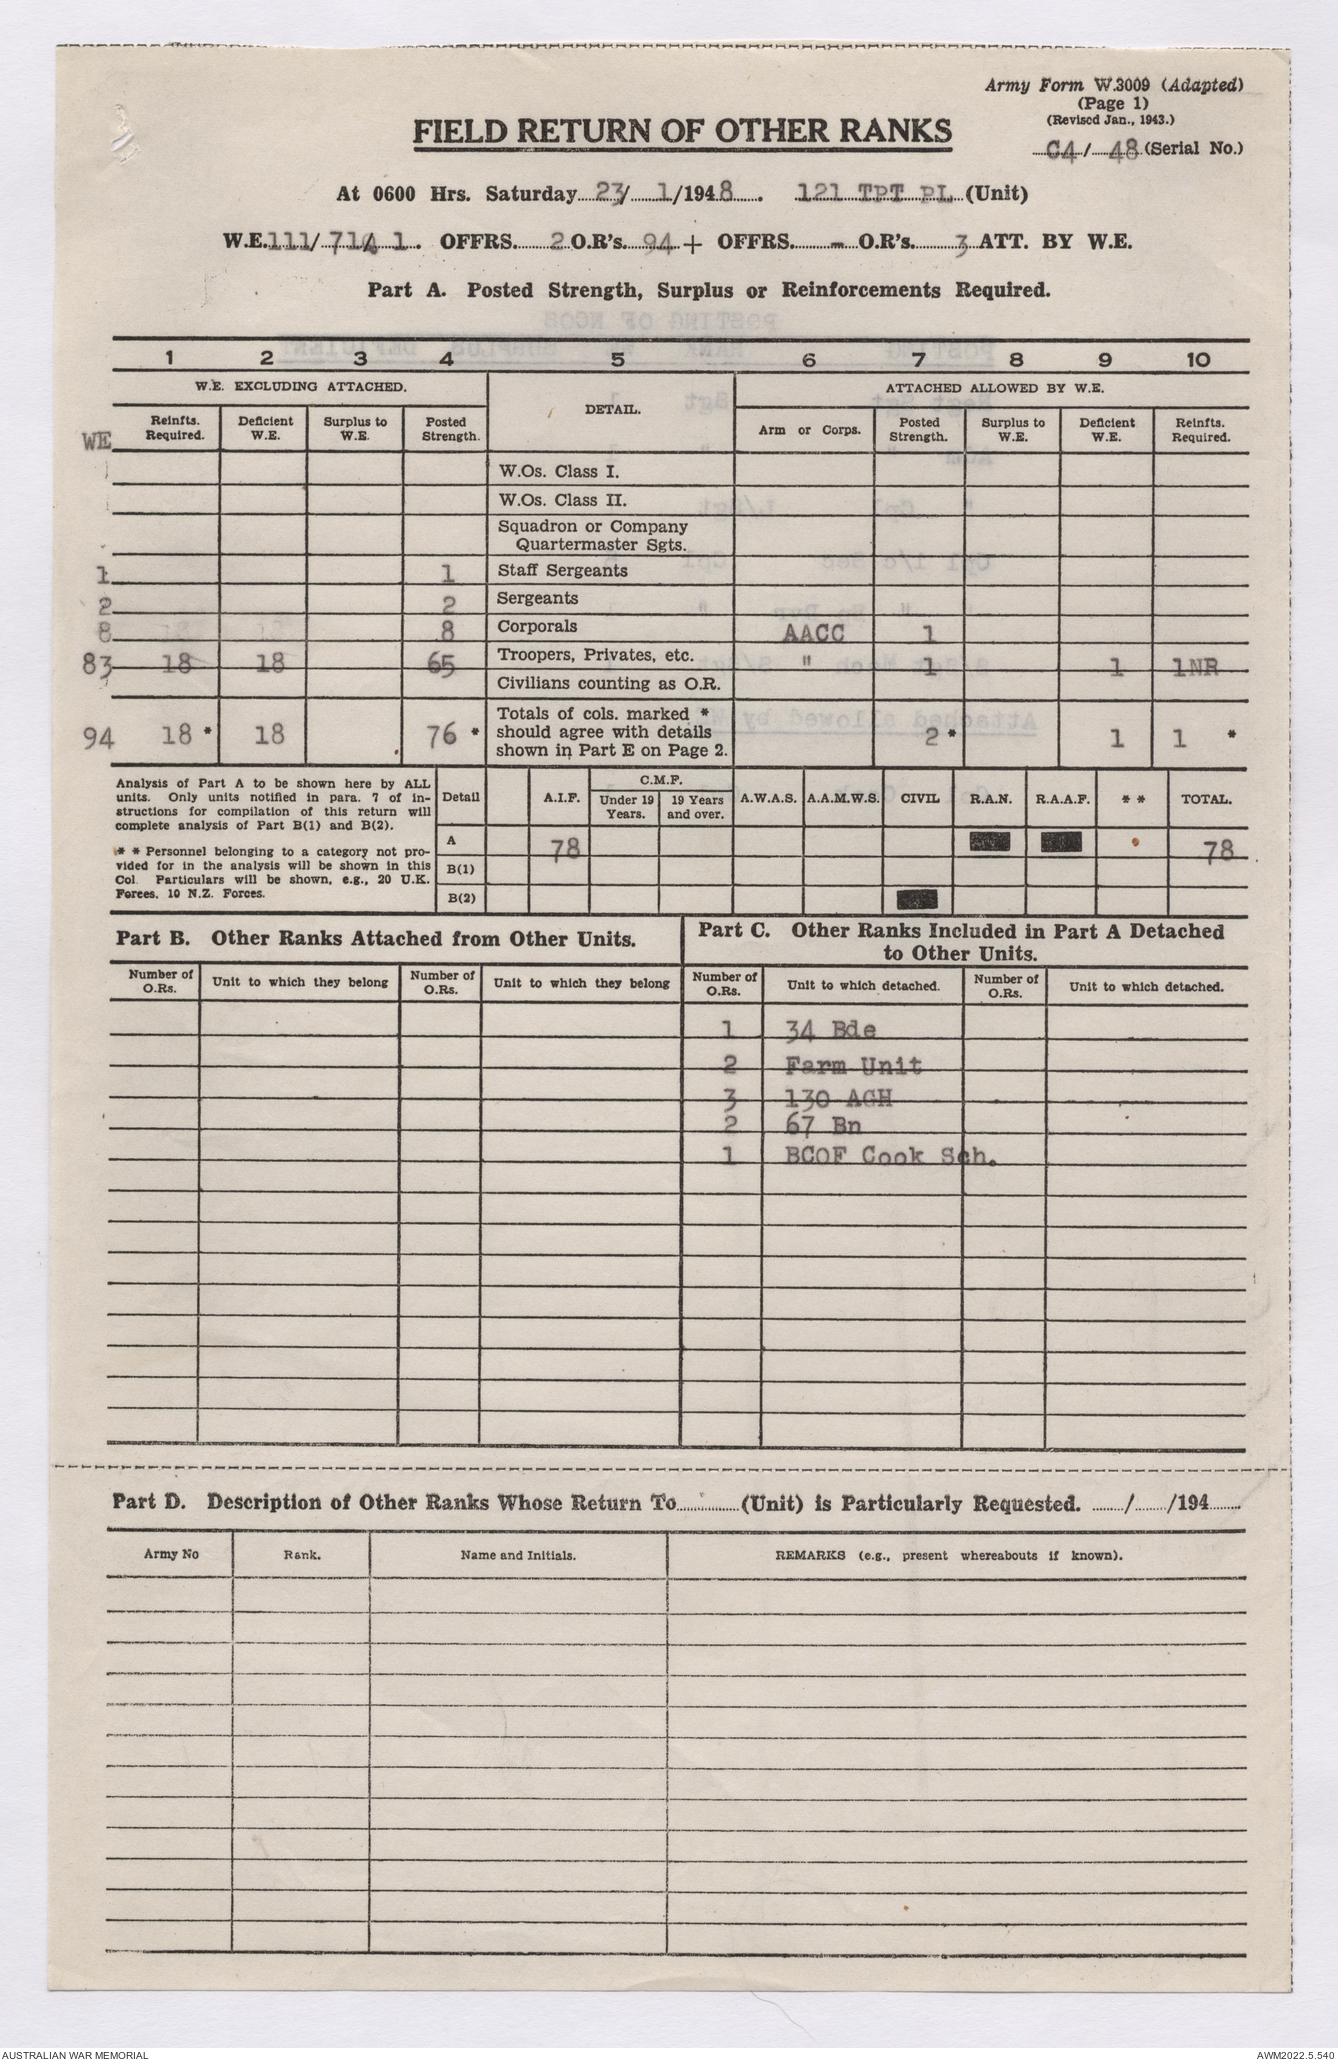 Army Form W.3009 (Adapted)
(Page 1)
(Revised Jan., 1943.)
FIELD RETURN OF OTHER RANKS
C4/ 48 (Serial No.)
At 0600 Hrs. Saturday 23/ 1/1948. 121 TPT PL (Unit)
W.E. 111/ 714/ 1. OFFRS. 2 O.R's. 94 + OFFRS. - O.R's. 3 ATT. BY W.E.
Part A. Posted Strength, Surplus or Reinforcements Required.
1 2 3 4 5 6 7 8 9 10
W.E. EXCLUDING ATTACHED. DETAIL. ATTACHED ALLOWED BY W.E.
WE Reinfts. Required. Deficient W.E. Surplus to W.E. Posted Strength. Arm or Corps. Posted Strength. Surplus to W.E. Deficient W.E. Reinfts. Required.
W.Os. Class I.
W.Os. Class II.
Squadron or Company
Quartermaster Sgts.
1 1 Staff Sergeants
2 2 Sergeants
8 8 Corporals AACC 1
83 18 18 65 Troopers, Privates, etc. " 1 1 1NR
Civilians counting as O.R.
Totals of cols. marked *
94 18 * 18 76 * should agree with details 2 * 1 1 *
shown in Part E on Page 2.
Analysis of Part A to be shown here by ALL
units. Only units notified in para. 7 of in-
structions for compilation of this return will
complete analysis of Part B(1) and B(2).
* * Personnel belonging to a category not pro-
vided for in the analysis will be shown in this
Col. Particulars will be shown, e.g., 20 U.K.
Forces, 10 N.Z. Forces.
Detail A.I.F. C.M.F. Under 19 Years. 19 Years and over. A.W.A.S. A.A.M.W.S. CIVIL R.A.N. R.A.A.F. * * TOTAL.
A 78 78
B(1)
B(2)
Part B. Other Ranks Attached from Other Units.
Part C. Other Ranks Included in Part A Detached
to Other Units.
Number of O.Rs. Unit to which they belong Number of O.Rs. Unit to which they belong Number of O.Rs. Unit to which detached. Number of O.Rs. Unit to which detached.
1 34 Bde
2 Farm Unit
3 130 AGH
2 67 Bn
1 BCOF Cook Sch.
Part D. Description of Other Ranks Whose Return To (Unit) is Particularly Requested. / /194
Army No Rank. Name and Initials. REMARKS (e.g., present whereabouts if known).
AUSTRALIAN WAR MEMORIAL AWM2022.5.540